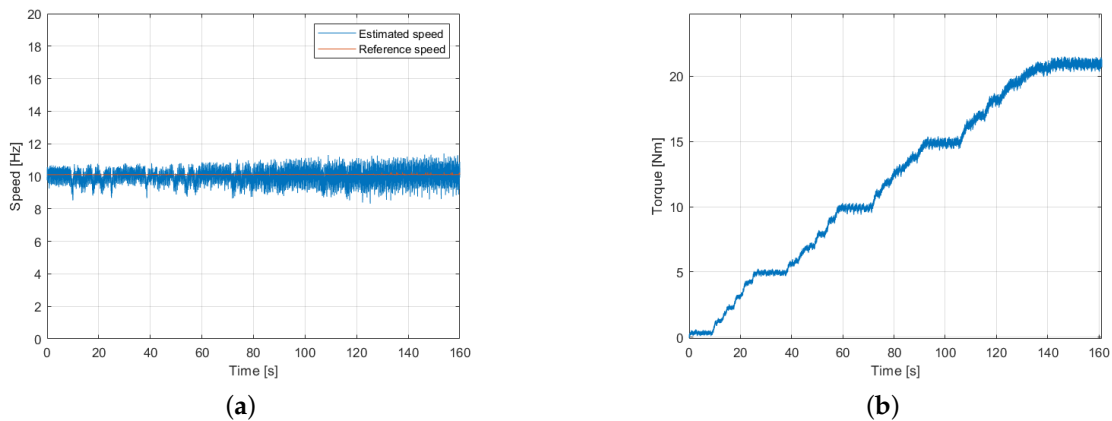 20
18
16
14
12
10
8
6
4
2
0
Speed [Hz]
Estimated speed
Reference speed
0 20 40 60 80 100 120 140 160
Time [s]
(a)
20
15
10
5
0
Torque [Nm]
0 20 40 60 80 100 120 140 160
Time [s]
(b)